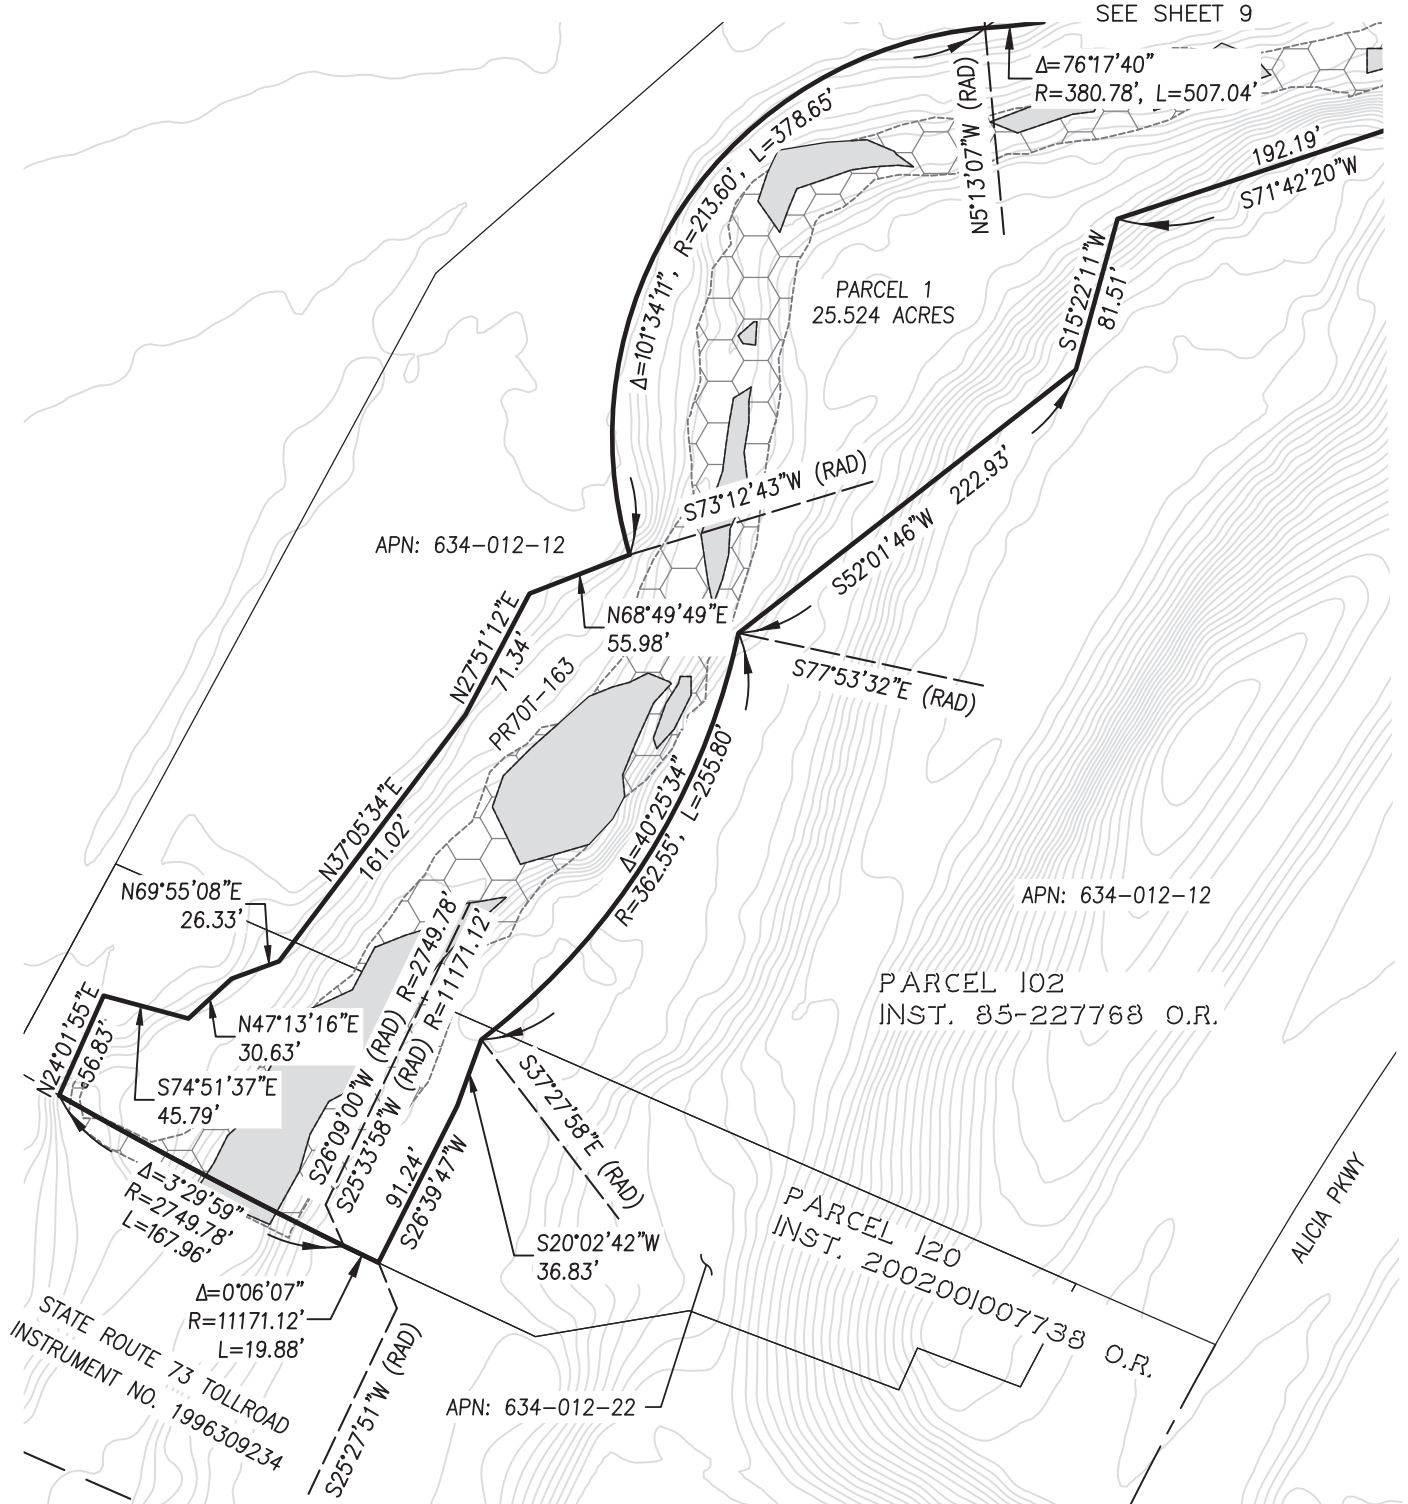 SEE SHEET 9
Δ=76°17'40"
R=380.78', L=507.04'
N5°13'07"W (RAD)
192.19'
S71°42'20"W
Δ=101°34'11", R=213.60', L=378.65'
PARCEL 1
25.524 ACRES
S15°22'11"W
81.51'
S73°12'43"W (RAD)
S52°01'46"W 222.93'
APN: 634-012-12
N68°49'49"E
55.98'
N27°51'12"E
71.34'
PR70T-163
S77°53'32"E (RAD)
N37°05'34"E
161.02'
Δ=40°25'34"
R=362.55', L=255.80'
N69°55'08"E
26.33'
APN: 634-012-12
PARCEL 102
INST. 85-227768 O.R.
N24°01'55"E
56.83'
N47°13'16"E
30.63'
S74°51'37"E
45.79'
S26°09'00"W (RAD) R=2749.78'
S25°33'58"W (RAD) R=11171.12'
S37°27'58"E (RAD)
91.24'
S26°39'47"W
S20°02'42"W
36.83'
Δ=3°29'59"
R=2749.78'
L=167.96'
Δ=0°06'07"
R=11171.12'
L=19.88'
PARCEL 120
INST. 2002001007738 O.R.
ALICIA PKWY
STATE ROUTE 73 TOLLROAD
INSTRUMENT NO. 1996309234
S25°27'51"W (RAD)
APN: 634-012-22